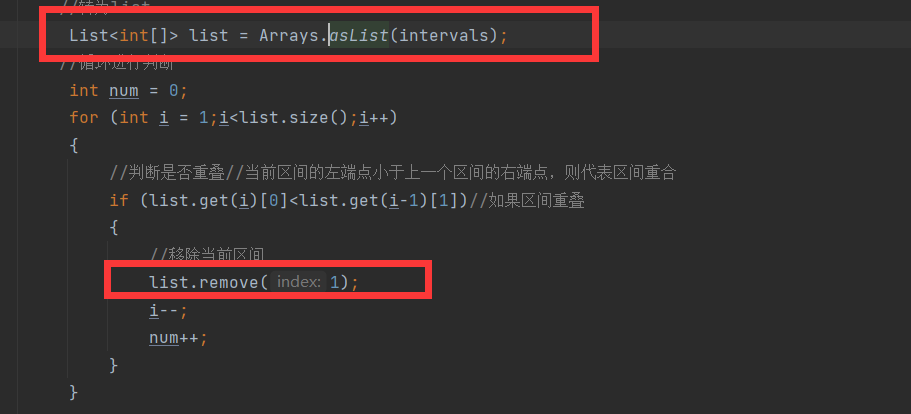 //转为list
List<int[]> list = Arrays.asList(intervals);
//循环进行判断
int num = 0;
for (int i = 1;i<list.size();i++)
{
//判断是否重叠//当前区间的左端点小于上一个区间的右端点，则代表区间重合
if (list.get(i)[0]<list.get(i-1)[1])//如果区间重叠
{
//移除当前区间
list.remove( index: 1);
i--;
num++;
}
}